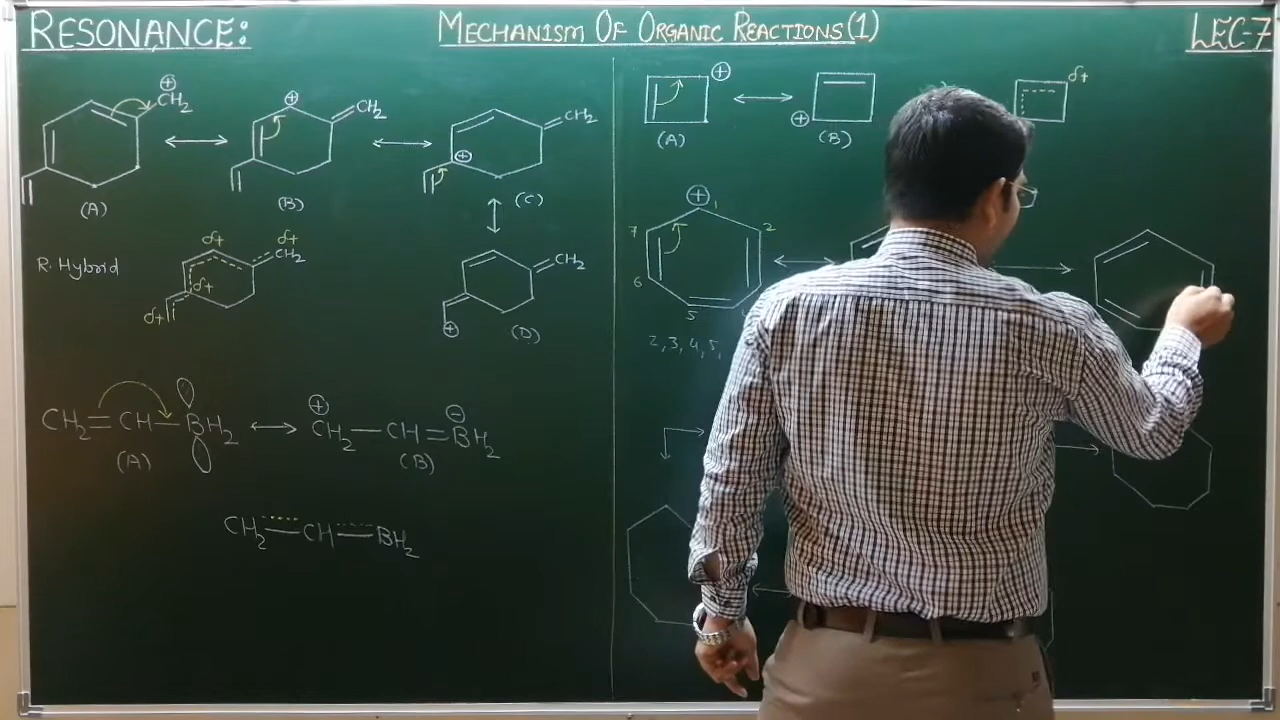 RESONANCE:
MECHANISM OF ORGANIC REACTIONS(1)
LEC-7
⊕
CH₂
(A)
⊕
CH₂
(B)
CH₂
⊕
(C)
CH₂
⊕
(D)
R. Hybrid
δ+
δ+
CH₂
δ+
δ+
CH₂=CH—BH₂
(A)
⊕
CH₂—CH=BH₂
⊖
(B)
CH₂—CH—BH₂
⊕
(A)
⊕
(B)
δ+
⊕
1
2
7
6
5
2,3,4,5,